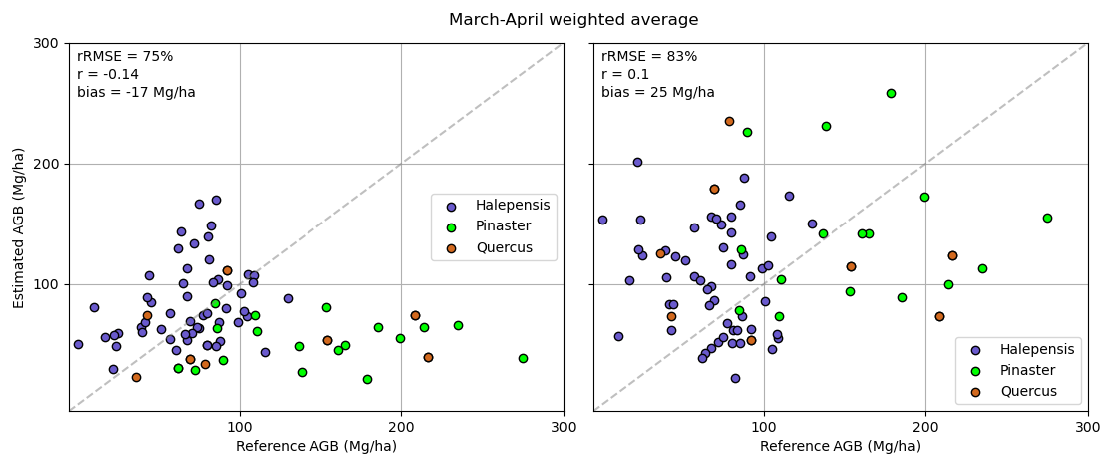 March-April weighted average
rRMSE = 75%
r = -0.14
bias = -17 Mg/ha
Halepensis
Pinaster
Quercus
300
200
100
Estimated AGB (Mg/ha)
100
200
300
Reference AGB (Mg/ha)
rRMSE = 83%
r = 0.1
bias = 25 Mg/ha
Halepensis
Pinaster
Quercus
100
200
300
Reference AGB (Mg/ha)